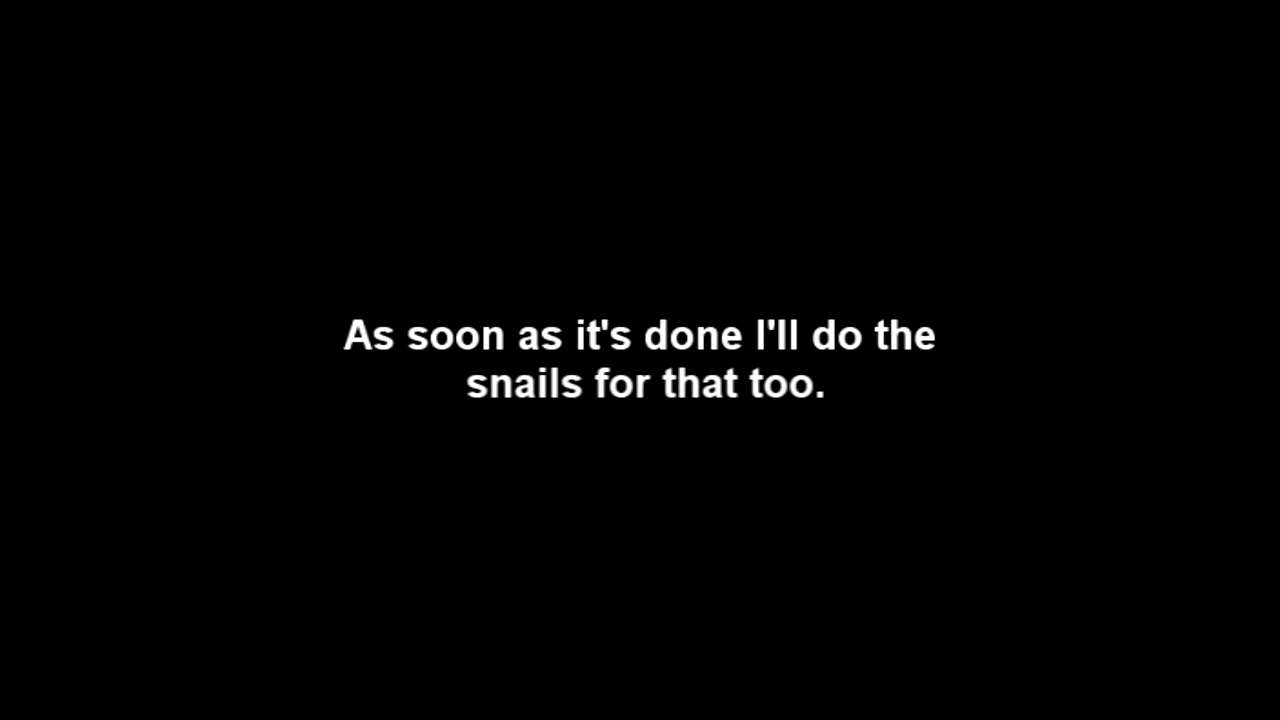 As soon as it's done I'll do the
snails for that too.